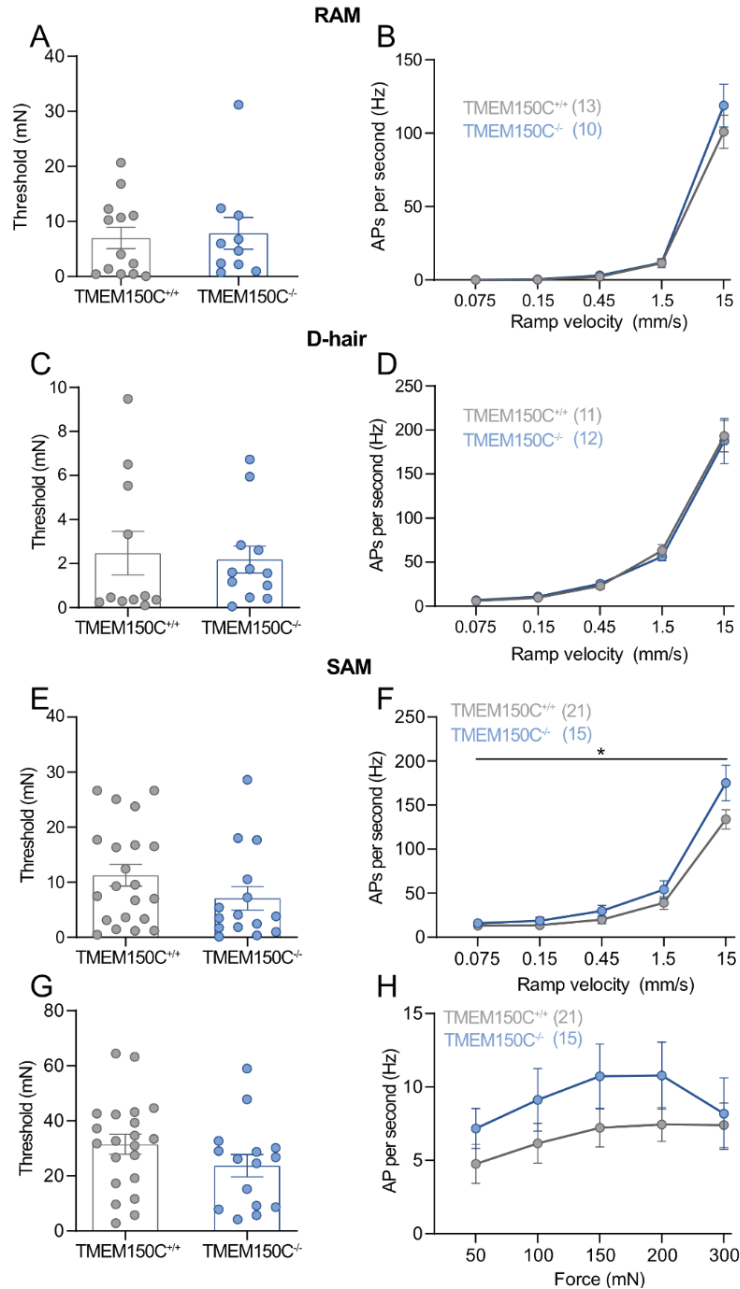 RAM
A
B
40
30
20
10
0
Threshold (mN)
TMEM150C+/+
TMEM150C-/-
150
100
50
0
APs per second (Hz)
TMEM150C+/+ (13)
TMEM150C-/- (10)
0.075 0.15 0.45 1.5 15
Ramp velocity (mm/s)
D-hair
C
D
10
8
6
4
2
0
Threshold (mN)
TMEM150C+/+
TMEM150C-/-
250
200
150
100
50
0
APs per second (Hz)
TMEM150C+/+ (11)
TMEM150C-/- (12)
0.075 0.15 0.45 1.5 15
Ramp velocity (mm/s)
SAM
E
F
40
30
20
10
0
Threshold (mN)
TMEM150C+/+
TMEM150C-/-
250
200
150
100
50
0
APs per second (Hz)
TMEM150C+/+ (21)
TMEM150C-/- (15)
*
0.075 0.15 0.45 1.5 15
Ramp velocity (mm/s)
G
H
80
60
40
20
0
Threshold (mN)
TMEM150C+/+
TMEM150C-/-
15
10
5
0
AP per second (Hz)
TMEM150C+/+ (21)
TMEM150C-/- (15)
50 100 150 200 300
Force (mN)